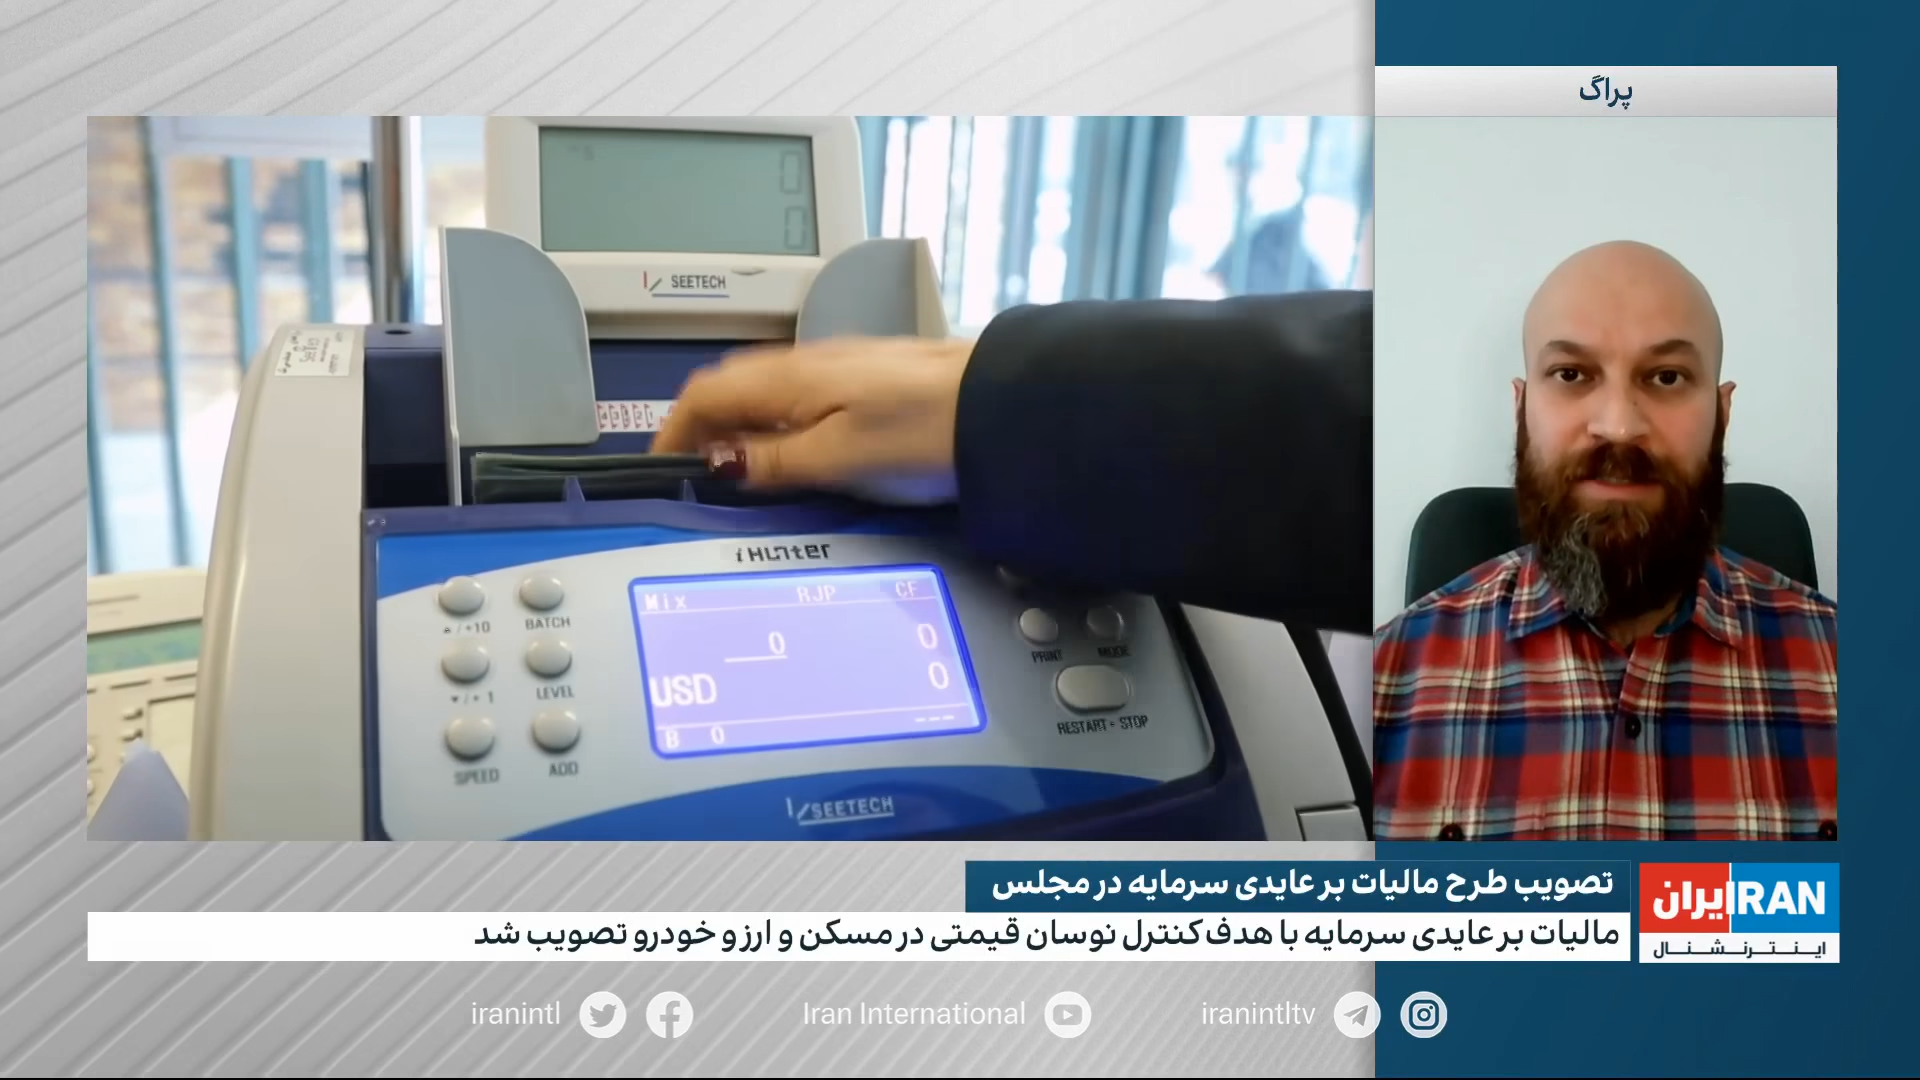 پراگ
SEETECH
iHunter
Mix RJP CF
0 0
USD 0
B 0 ---
▲/+10 BATCH
▼/+1 LEVEL
SPEED ADD
PRINT MODE
RESTART = STOP
SEETECH
تصویب طرح مالیات بر عایدی سرمایه در مجلس
مالیات بر عایدی سرمایه با هدف کنترل نوسان قیمتی در مسکن و ارز و خودرو تصویب شد
ایران IRAN
اینترنشنال
iranintl
Iran International
iranintltv